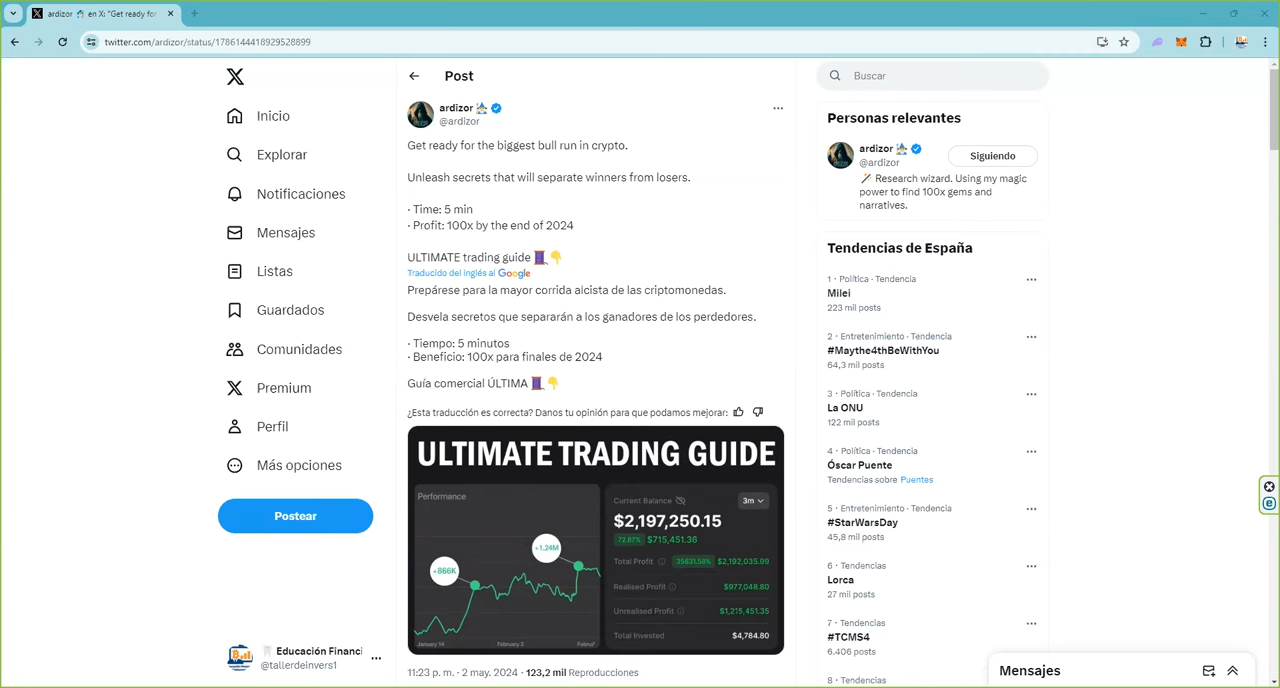 ardizor en X: "Get ready for
twitter.com/ardizor/status/1786144418929528899
Inicio
Explorar
Notificaciones
Mensajes
Listas
Guardados
Comunidades
Premium
Perfil
Más opciones
Postear
Educación Financi
@tallerdeinvers1
Post
ardizor
@ardizor
Get ready for the biggest bull run in crypto.
Unleash secrets that will separate winners from losers.
· Time: 5 min
· Profit: 100x by the end of 2024
ULTIMATE trading guide
Traducido del inglés al Google
Prepárese para la mayor corrida alcista de las criptomonedas.
Desvela secretos que separarán a los ganadores de los perdedores.
· Tiempo: 5 minutos
· Beneficio: 100x para finales de 2024
Guía comercial ÚLTIMA
¿Esta traducción es correcta? Danos tu opinión para que podamos mejorar:
ULTIMATE TRADING GUIDE
Performance
+866K
+1.24M
January 14
February 3
Februa
Current Balance
3m
$2,197,250.15
72.87% $715,451.36
Total Profit 35631.58% $2,192,035.99
Realised Profit $977,048.80
Unrealised Profit $1,215,451.35
Total Invested $4,784.80
11:23 p. m. · 2 may. 2024 · 123,2 mil Reproducciones
Buscar
Personas relevantes
ardizor
@ardizor
Siguiendo
Research wizard. Using my magic
power to find 100x gems and
narratives.
Tendencias de España
1 · Política · Tendencia
Milei
223 mil posts
2 · Entretenimiento · Tendencia
#Maythe4thBeWithYou
64,3 mil posts
3 · Política · Tendencia
La ONU
122 mil posts
4 · Política · Tendencia
Óscar Puente
Tendencias sobre Puentes
5 · Entretenimiento · Tendencia
#StarWarsDay
45,8 mil posts
6 · Tendencias
Lorca
27 mil posts
7 · Tendencias
#TCMS4
6.406 posts
8 · Tendencias
Mensajes